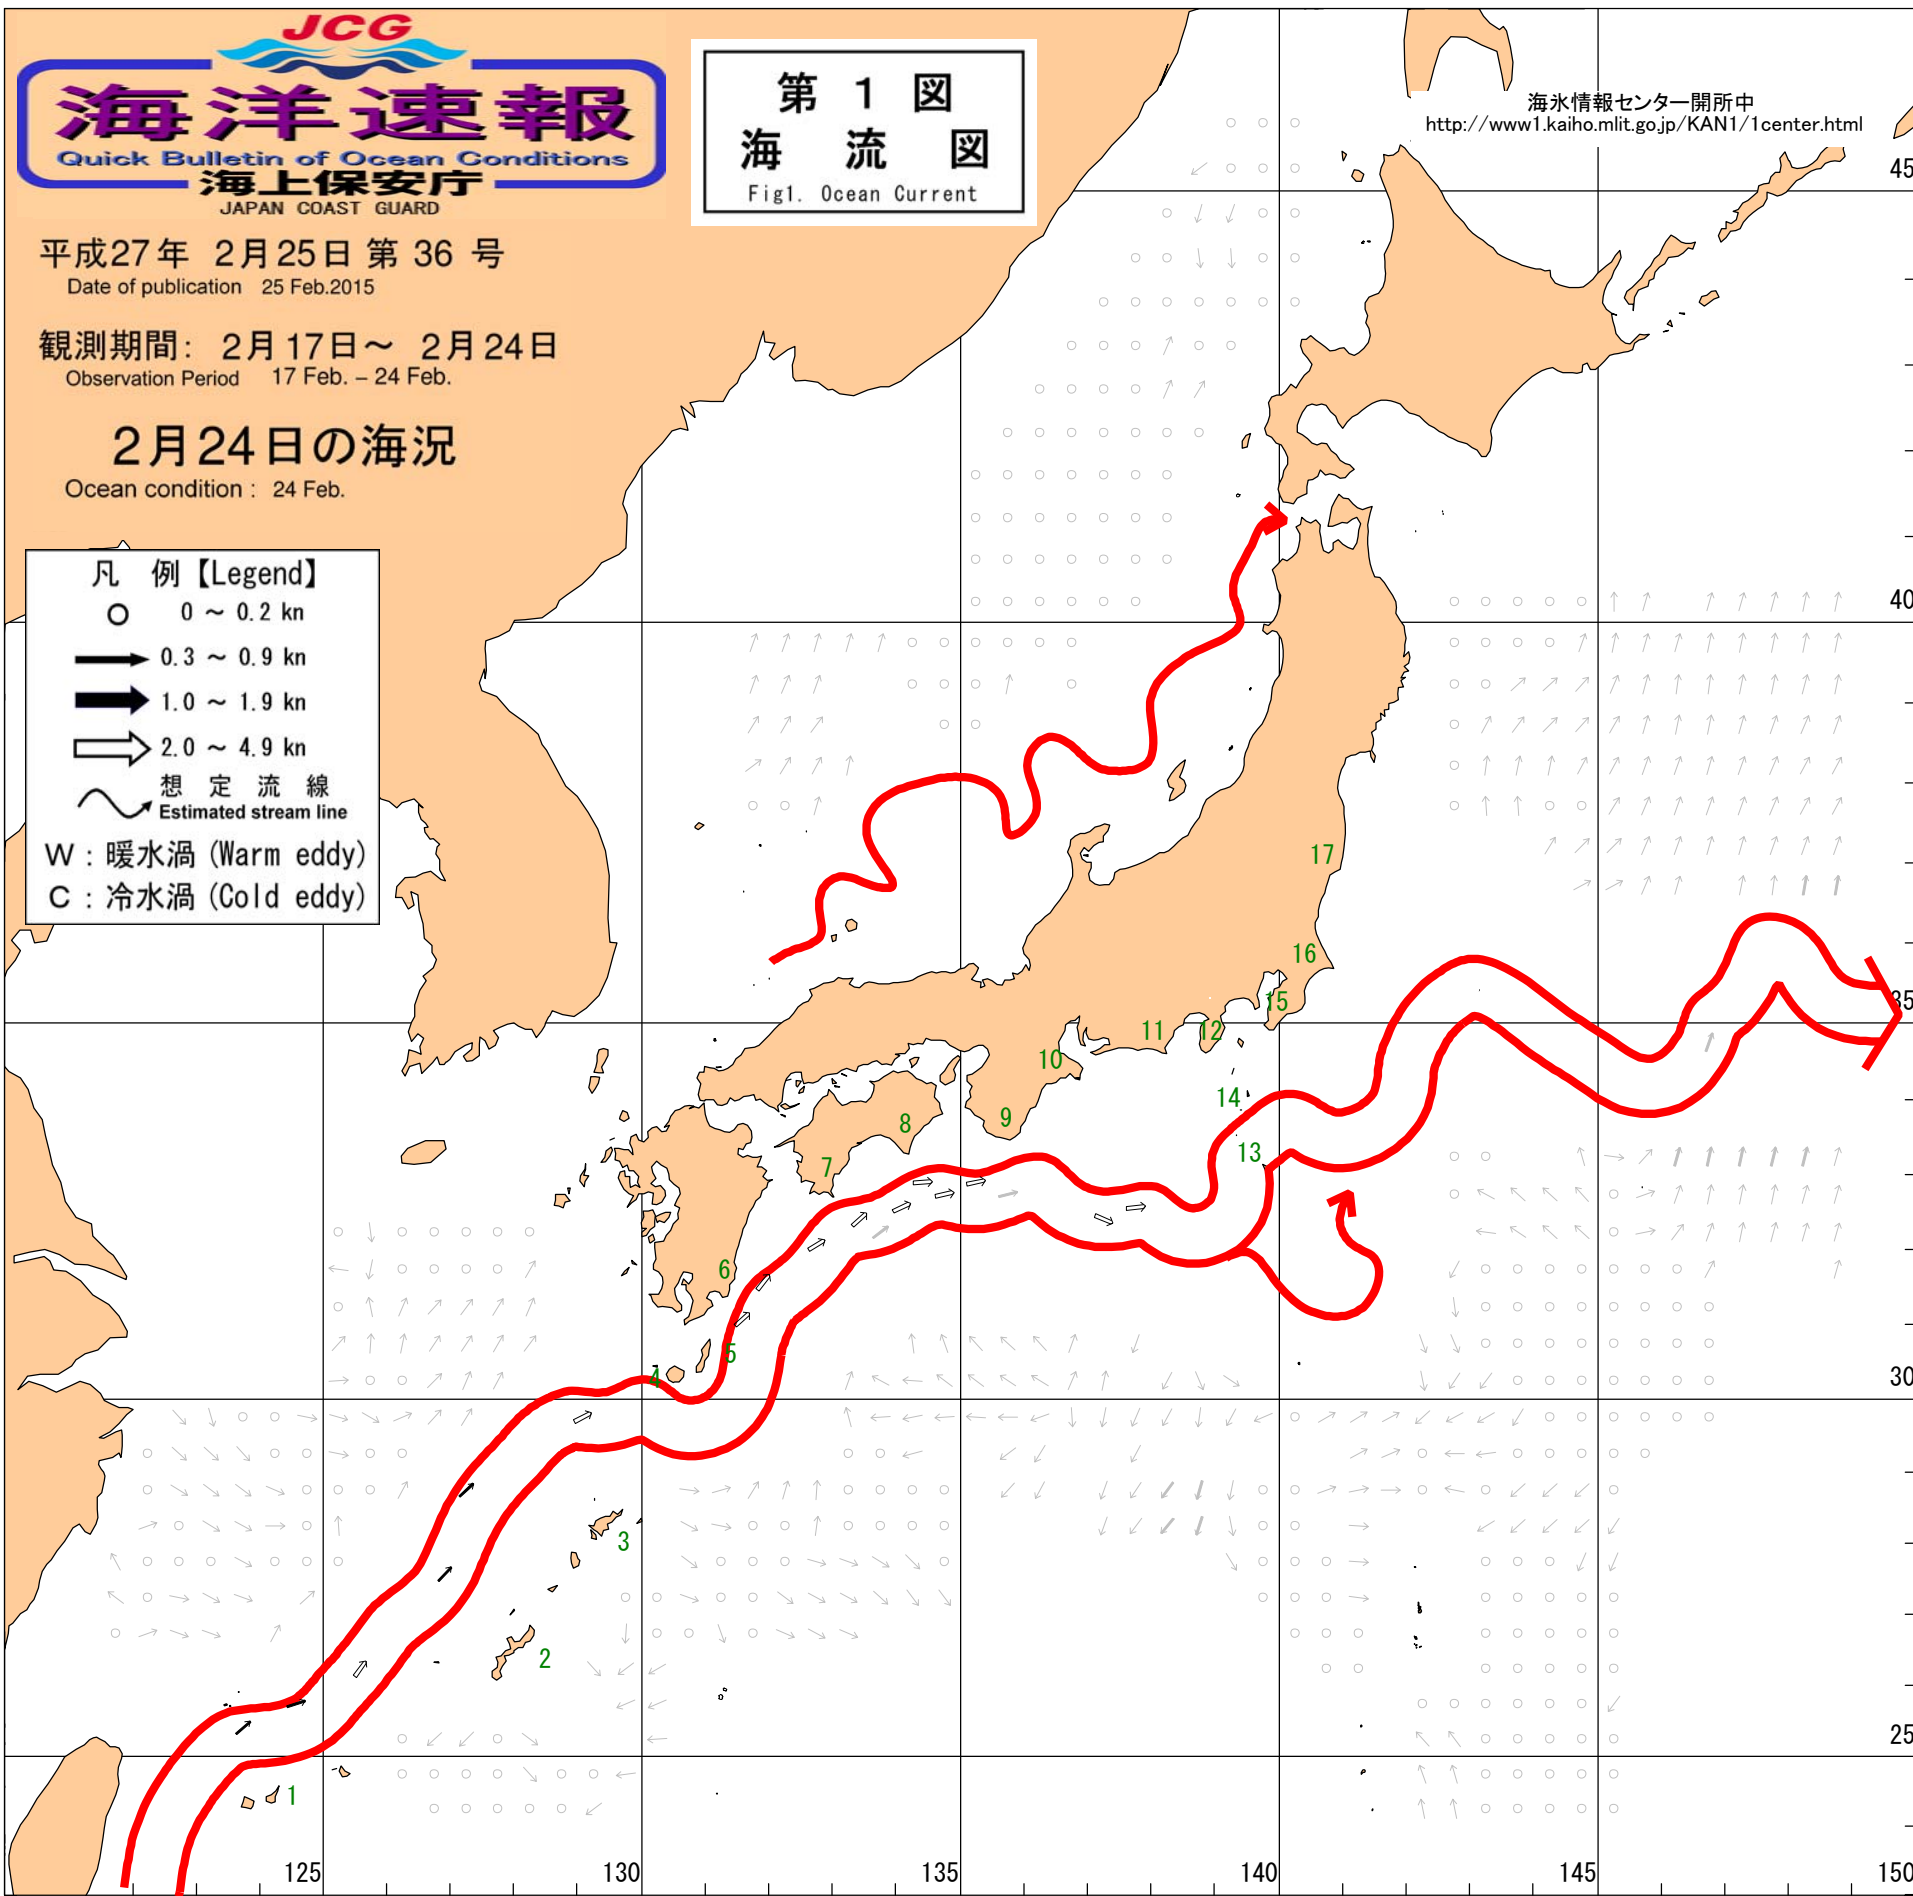 JCG
海洋速報
Quick Bulletin of Ocean Conditions
海上保安庁
JAPAN COAST GUARD
第 1 図
海 流 図
Fig1. Ocean Current
海氷情報センター開所中
http://www1.kaiho.mlit.go.jp/KAN1/1center.html
平成27年 2月25日 第 36 号
Date of publication 25 Feb.2015
観測期間: 2月17日～ 2月24日
Observation Period 17 Feb. – 24 Feb.
2月24日の海況
Ocean condition : 24 Feb.
凡 例【Legend】
0 ～ 0.2 kn
0.3 ～ 0.9 kn
1.0 ～ 1.9 kn
2.0 ～ 4.9 kn
想 定 流 線
Estimated stream line
W : 暖水渦 (Warm eddy)
C : 冷水渦 (Cold eddy)
45
40
35
30
25
17
16
15
11
12
10
14
9
8
13
7
6
5
4
3
2
1
125
130
135
140
145
150